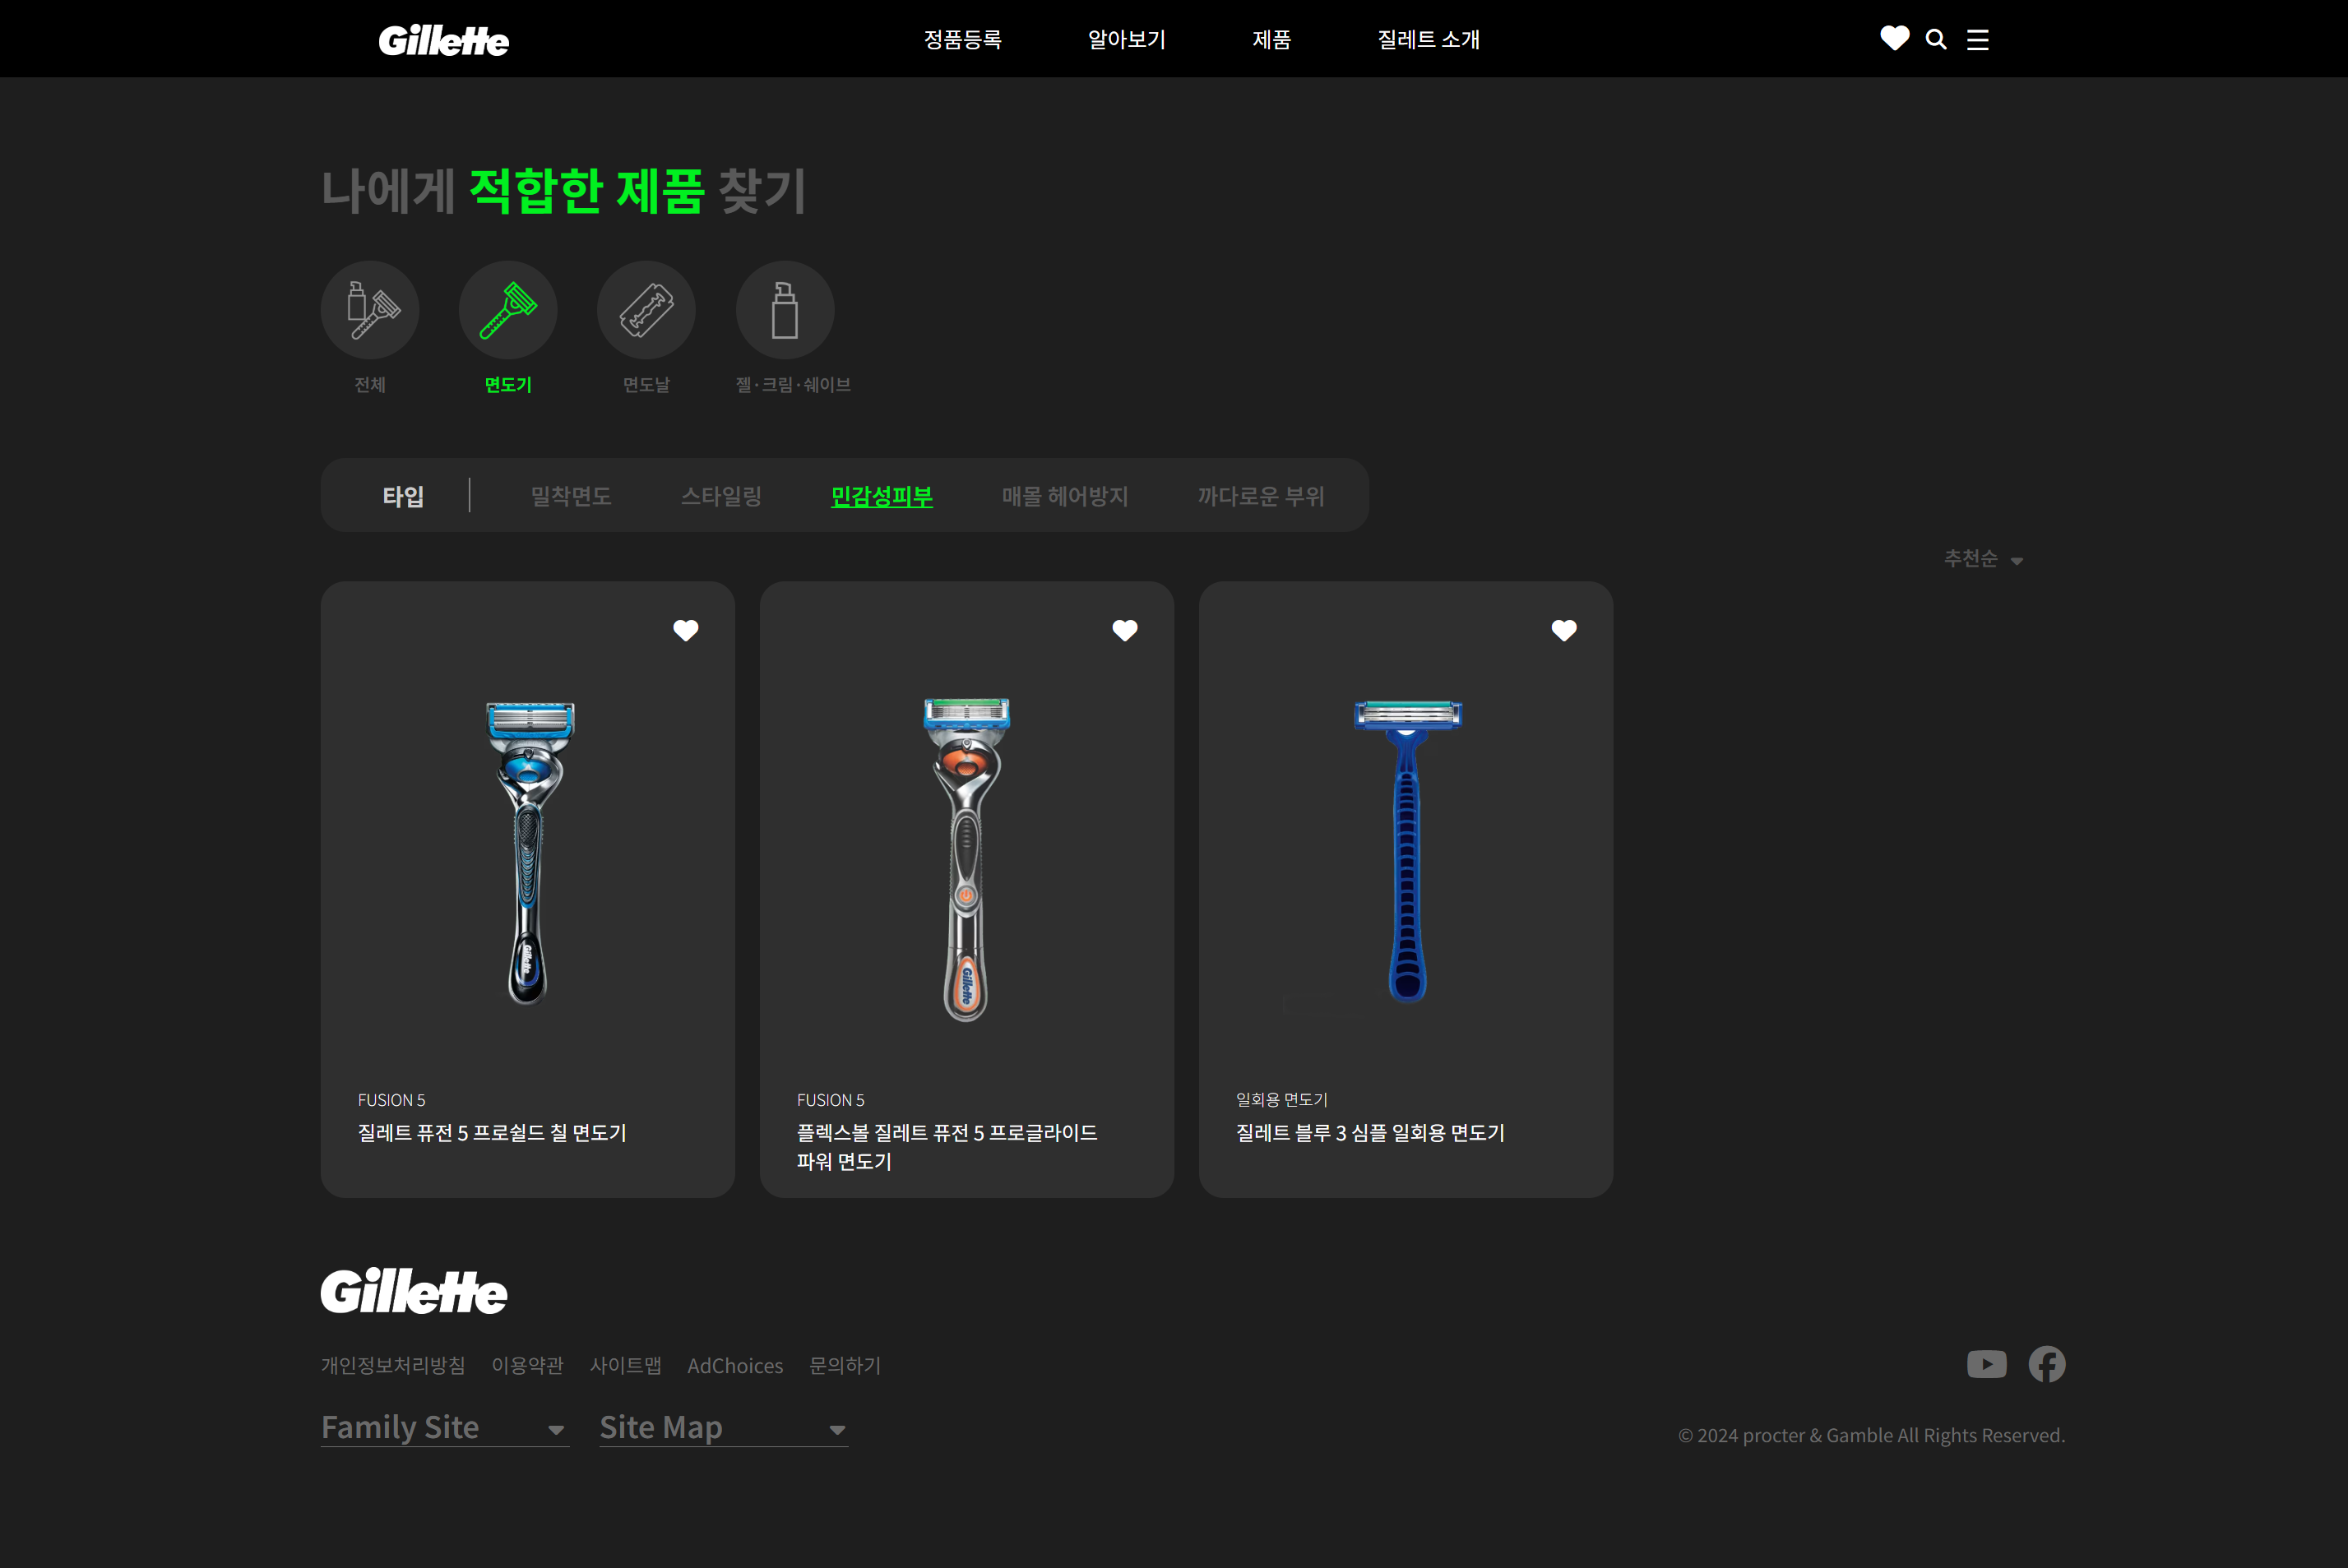 Gillette
정품등록 알아보기 제품 질레트 소개
나에게 적합한 제품 찾기
전체 면도기 면도날 젤·크림·쉐이브
타입 밀착면도 스타일링 민감성피부 매몰 헤어방지 까다로운 부위
추천순
Gillette
Gillette
FUSION 5
질레트 퓨전 5 프로쉴드 칠 면도기
FUSION 5
플렉스볼 질레트 퓨전 5 프로글라이드
파워 면도기
일회용 면도기
질레트 블루 3 심플 일회용 면도기
Gillette
개인정보처리방침 이용약관 사이트맵 AdChoices 문의하기
Family Site Site Map
© 2024 procter & Gamble All Rights Reserved.